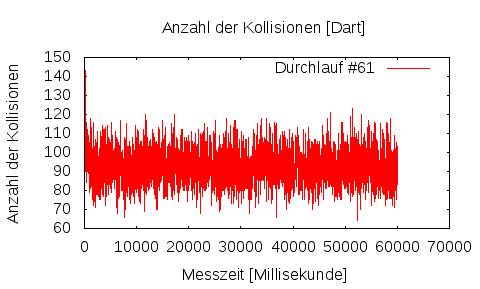 Anzahl der Kollisionen [Dart]
Durchlauf #61
Anzahl der Kollisionen
150
140
130
120
110
100
90
80
70
60
0 10000 20000 30000 40000 50000 60000 70000
Messzeit [Millisekunde]